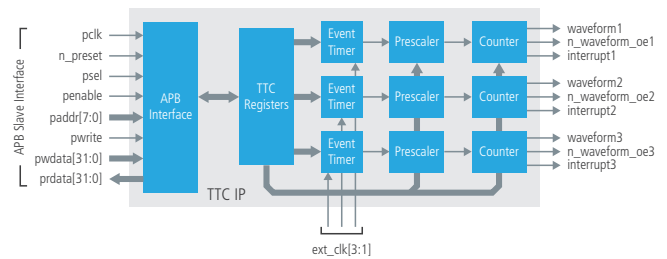 APB Slave Interface
pclk
n_preset
psel
penable
paddr[7:0]
pwrite
pwdata[31:0]
prdata[31:0]
APB
Interface
TTC
Registers
Event
Timer
Prescaler
Counter
waveform1
n_waveform_oe1
interrupt1
Event
Timer
Prescaler
Counter
waveform2
n_waveform_oe2
interrupt2
Event
Timer
Prescaler
Counter
waveform3
n_waveform_oe3
interrupt3
TTC IP
ext_clk[3:1]